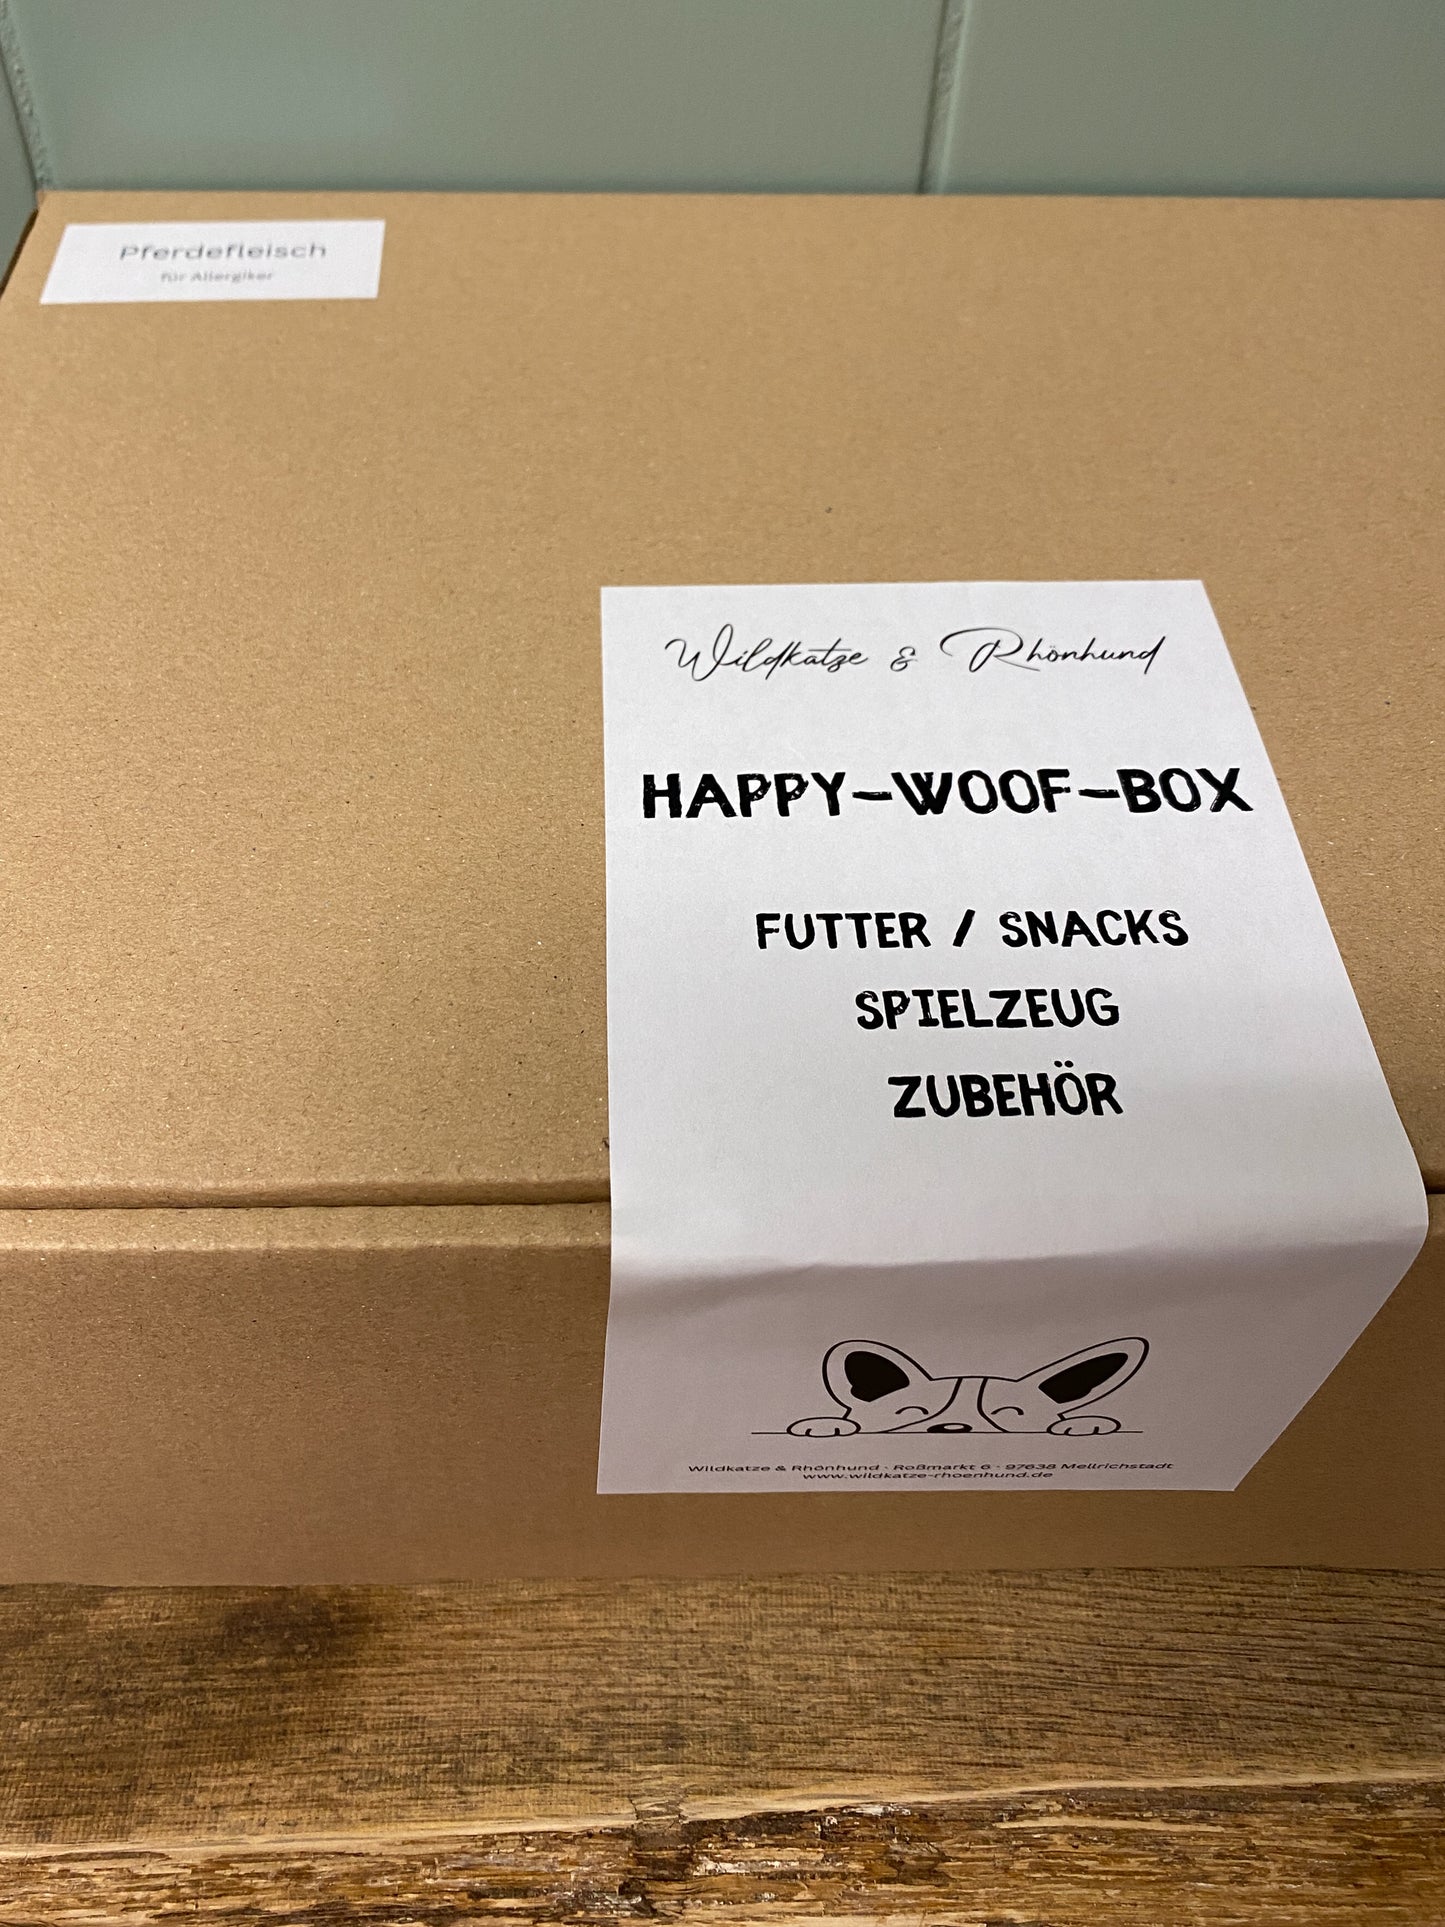 Pferdefleisch
für Allergiker
Wildkatze & Rhönhund
HAPPY-WOOF-BOX
FUTTER / SNACKS
SPIELZEUG
ZUBEHÖR
Wildkatze & Rhönhund · Roßmarkt 6 · 97638 Mellrichstadt
www.wildkatze-rhoenhund.de